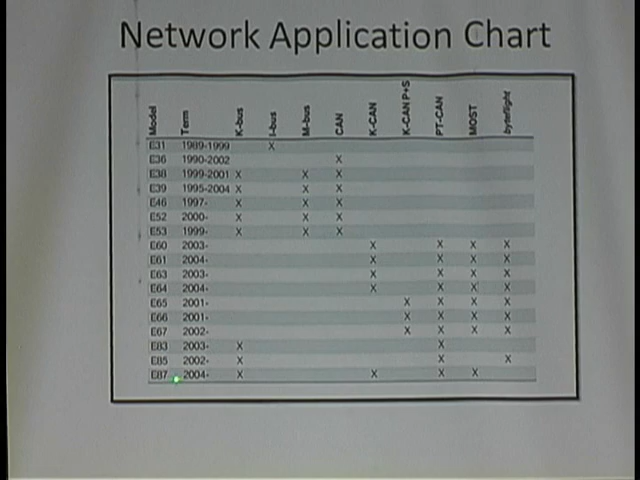 Network Application Chart
Model Term K-bus I-bus M-bus CAN K-CAN K-CAN P+S PT-CAN MOST byteflight
E31 1989-1999 X
E36 1990-2002 X
E38 1999-2001 X X X
E39 1995-2004 X X X
E46 1997- X X X
E52 2000- X X X
E53 1999- X X X
E60 2003- X X X X
E61 2004- X X X X
E63 2003- X X X X
E64 2004- X X X X
E65 2001- X X X X
E66 2001- X X X X
E67 2002- X X X X
E83 2003- X X
E85 2002- X X X
E87 2004- X X X X